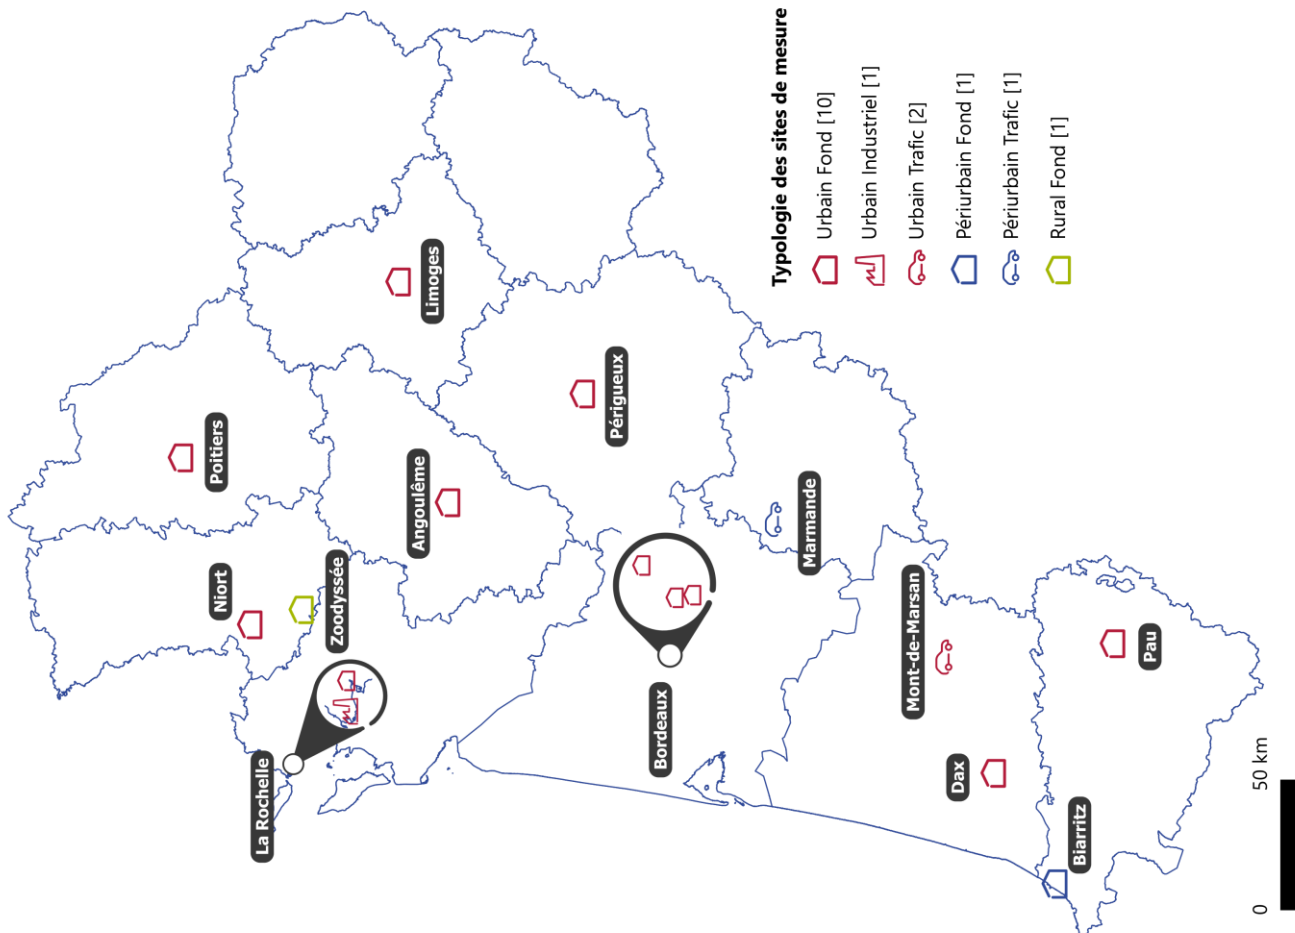 Poitiers
Niort
Zoodyssée
La Rochelle
Limoges
Angoulême
Périgueux
Bordeaux
Marmande
Mont-de-Marsan
Dax
Pau
Biarritz
Typologie des sites de mesure
Urbain Fond [10]
Urbain Industriel [1]
Urbain Trafic [2]
Périurbain Fond [1]
Périurbain Trafic [1]
Rural Fond [1]
0 50 km